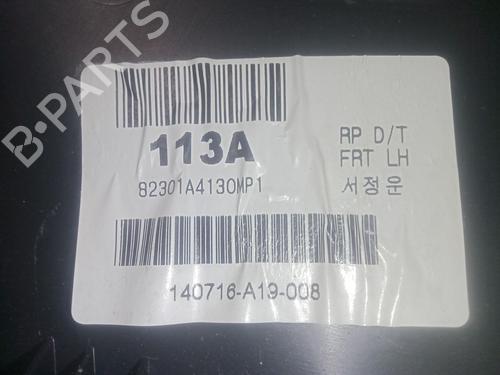 B-PARTS
113A
82301A4130MP1
RP D/T
FRT LH
서정운
140716-A19-008